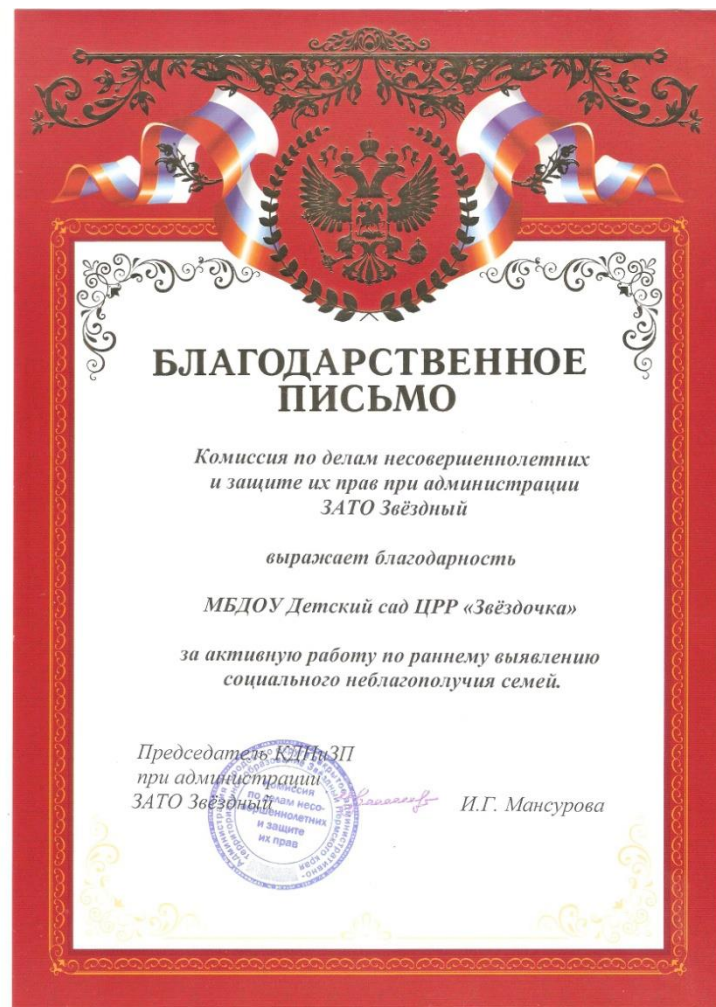 БЛАГОДАРСТВЕННОЕ
ПИСЬМО
Комиссия по делам несовершеннолетних
и защите их прав при администрации
ЗАТО Звёздный
выражает благодарность
МБДОУ Детский сад ЦРР «Звёздочка»
за активную работу по раннему выявлению
социального неблагополучия семей.
Председатель КДНиЗП
при администрации
ЗАТО Звёздный
И.Г. Мансурова
Комиссия
по делам несо-
вершеннолетних
и защите
их прав